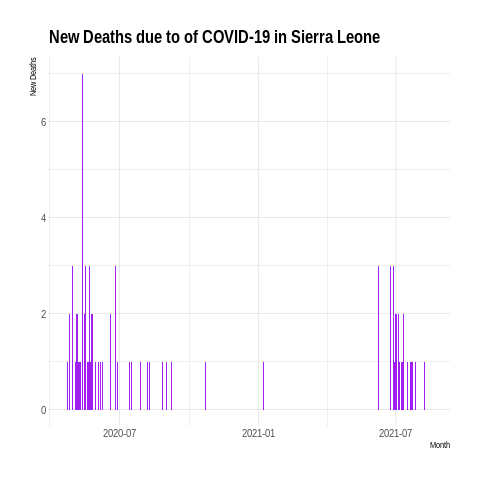 New Deaths due to of COVID-19 in Sierra Leone
New Deaths
6
4
2
0
2020-07 2021-01 2021-07
Month